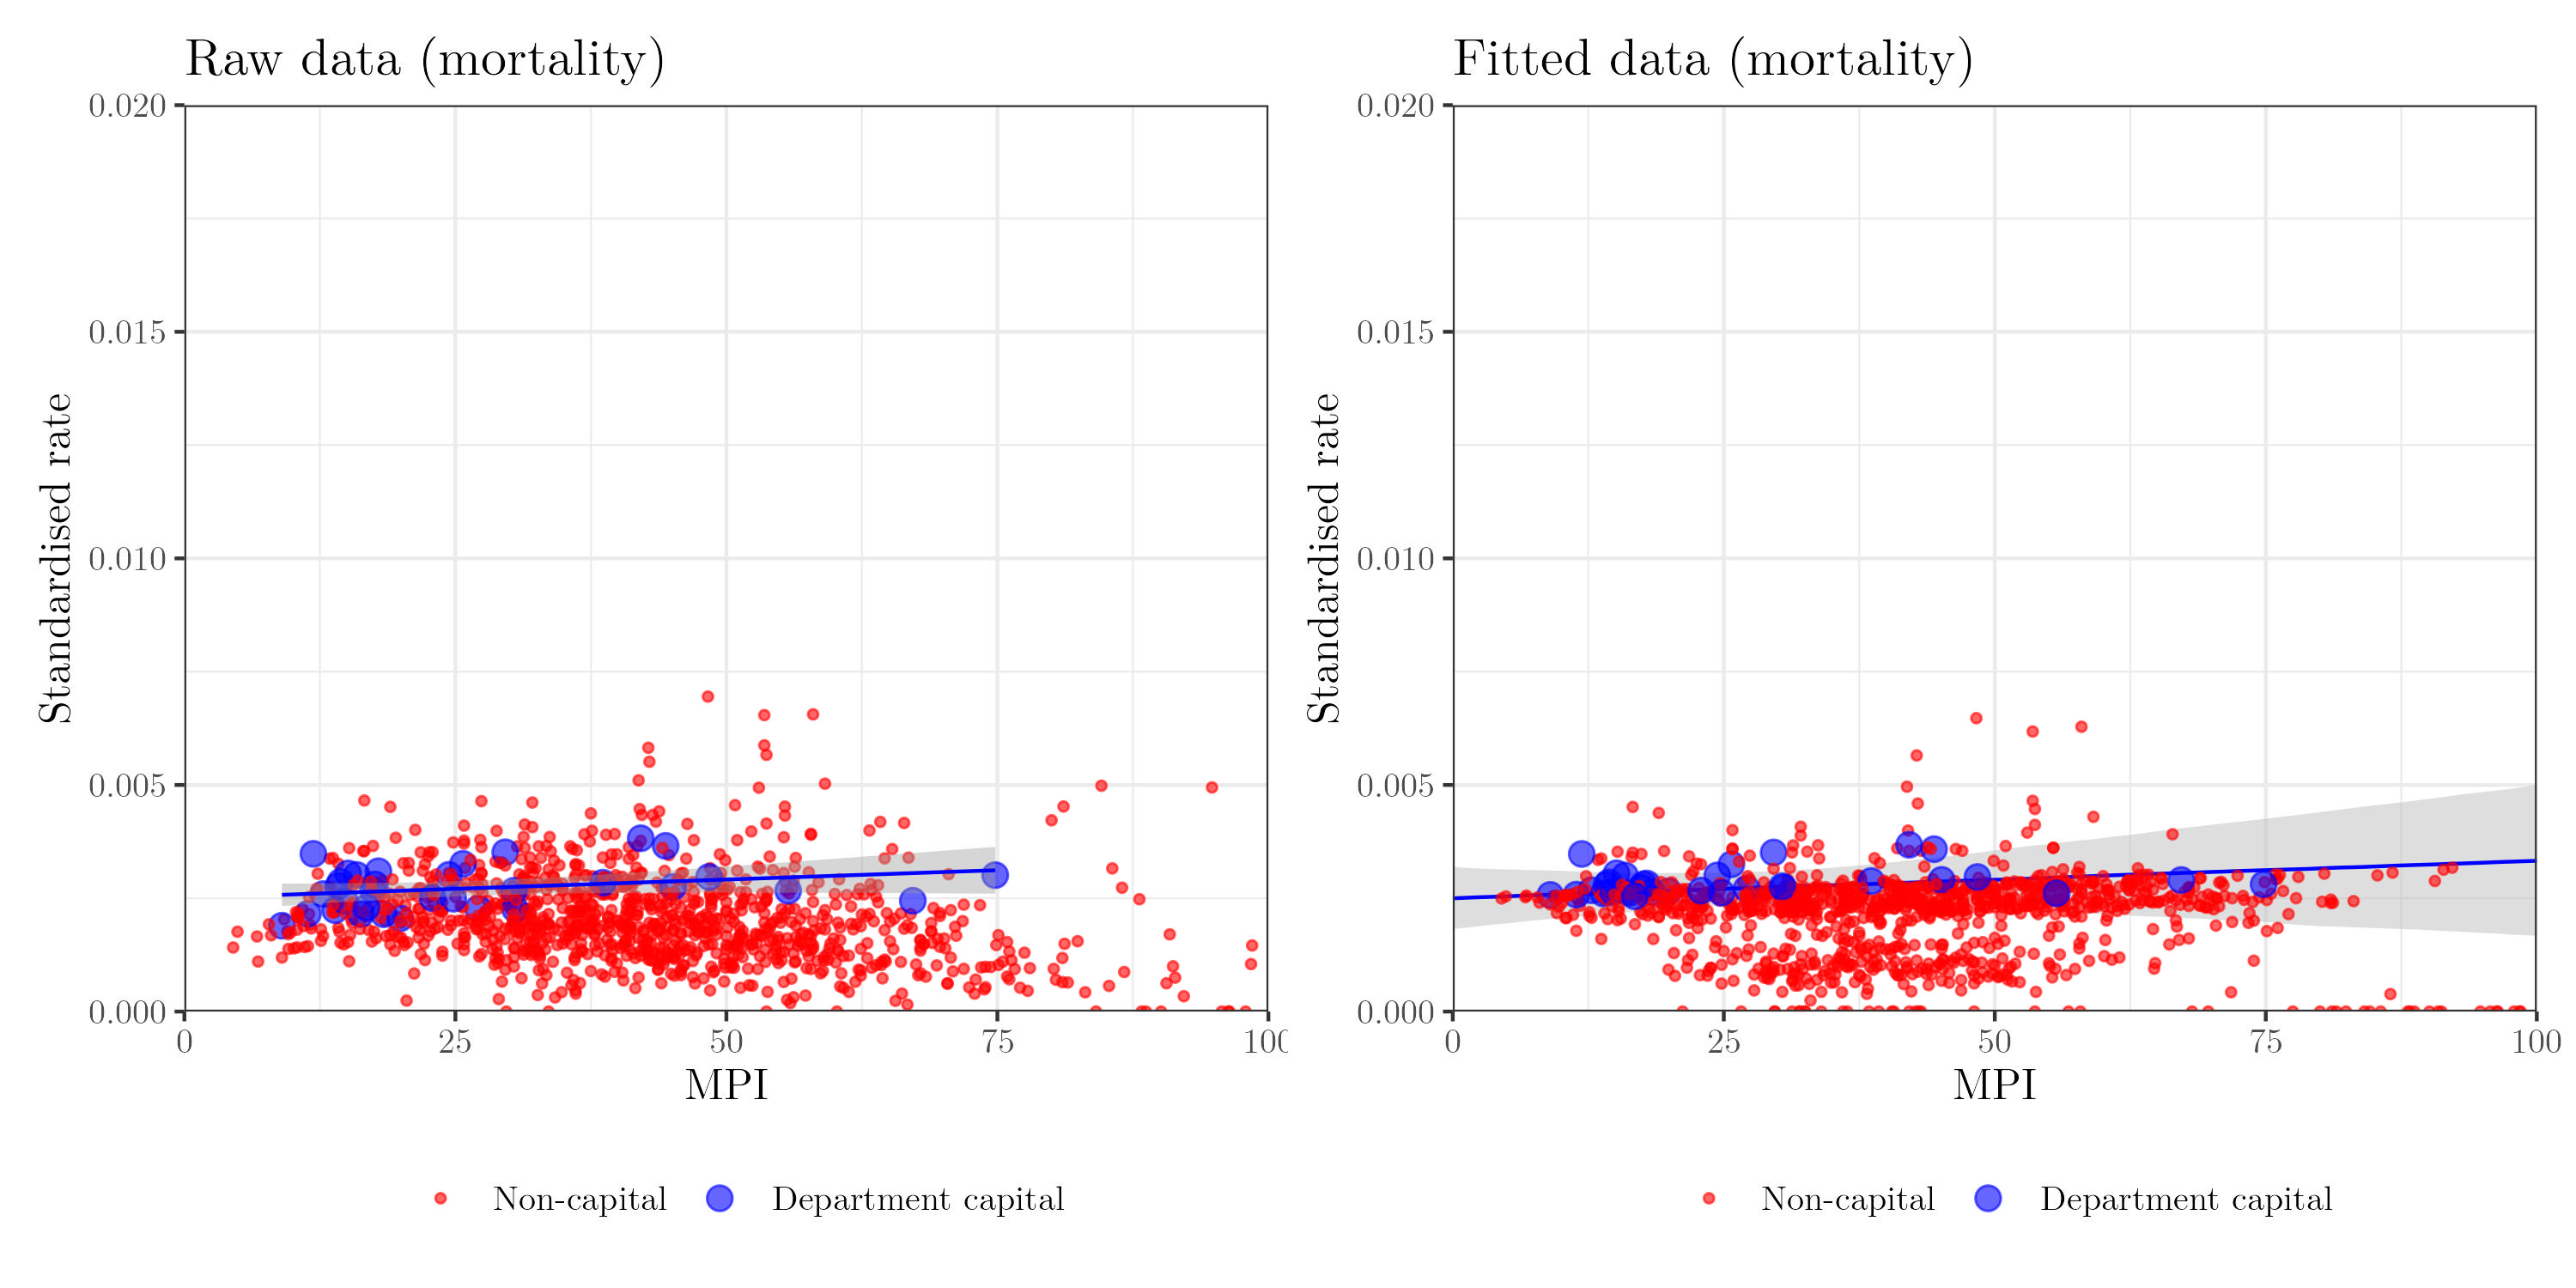 Raw data (mortality)
0.020
0.015
0.010
0.005
0.000
Standardised rate
0 25 50 75 100
MPI
Non-capital Department capital
Fitted data (mortality)
0.020
0.015
0.010
0.005
0.000
Standardised rate
0 25 50 75 100
MPI
Non-capital Department capital